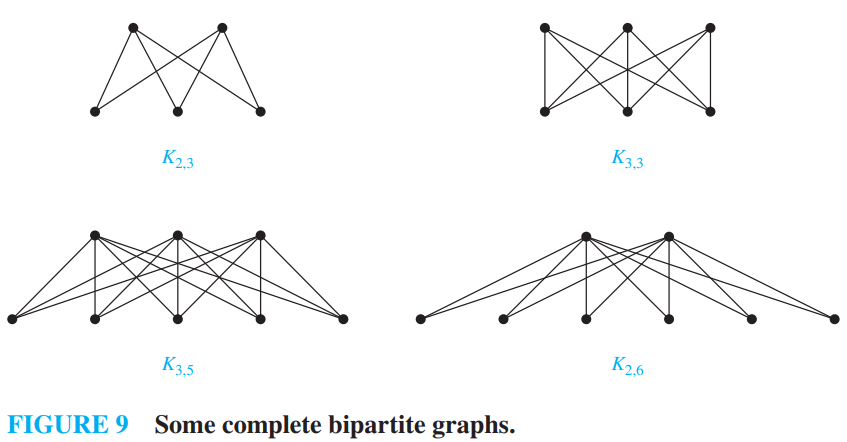 K2,3
K3,3
K3,5
K2,6
FIGURE 9 Some complete bipartite graphs.